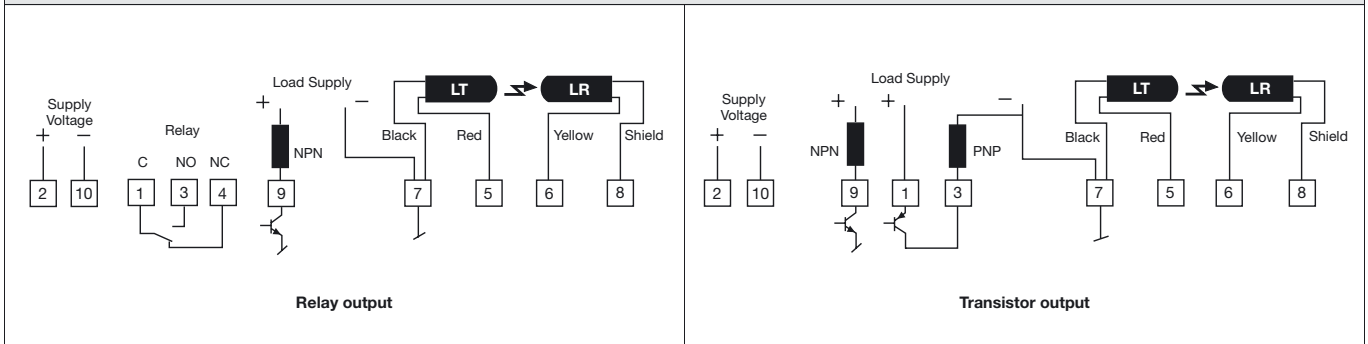 Load Supply
LT
LR
Supply
Voltage
+ −
+ −
Relay
Black
Red
Yellow
Shield
C NO NC
NPN
2 10 1 3 4 9 7 5 6 8
Relay output
Load Supply
LT
LR
Supply
Voltage
+ −
+ + −
Black
Red
Yellow
Shield
NPN
PNP
2 10 9 1 3 7 5 6 8
Transistor output